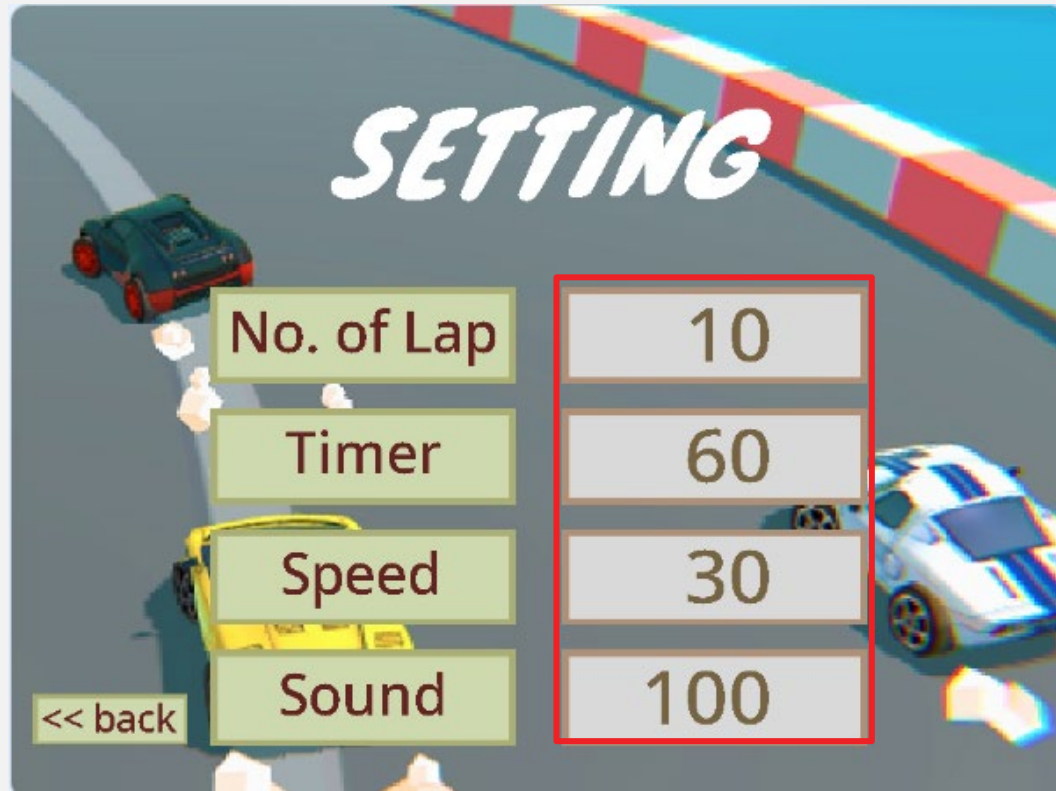 SETTING
No. of Lap 10
Timer 60
Speed 30
Sound 100
<< back